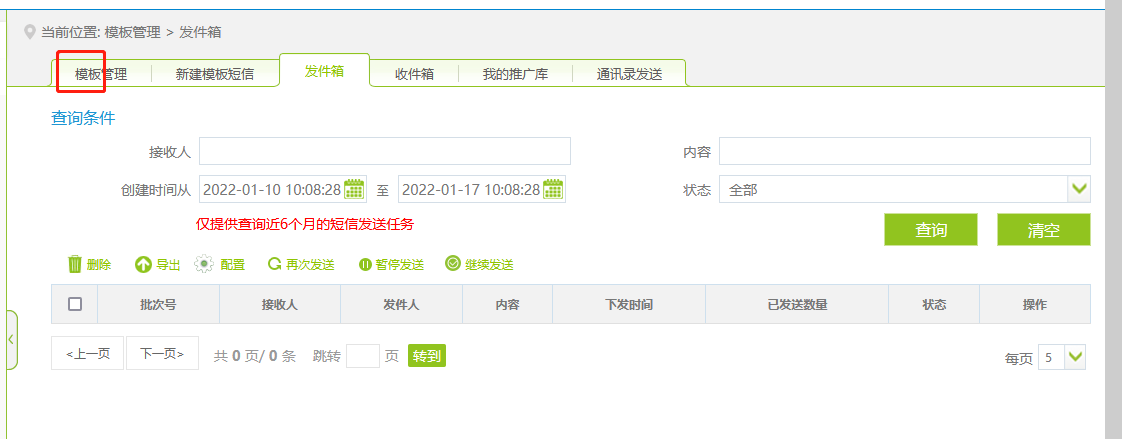 当前位置: 模板管理 > 发件箱
模板管理 新建模板短信 发件箱 收件箱 我的推广库 通讯录发送
查询条件
接收人 内容
创建时间从 2022-01-10 10:08:28 至 2022-01-17 10:08:28 状态 全部
仅提供查询近6个月的短信发送任务 查询 清空
删除 导出 配置 再次发送 暂停发送 继续发送
批次号 接收人 发件人 内容 下发时间 已发送数量 状态 操作
<上一页 下一页> 共 0 页/ 0 条 跳转 页 转到 每页 5